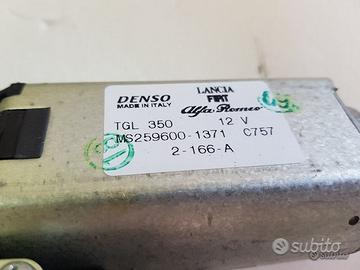 DENSO
MADE IN ITALY
LANCIA
FIAT
Alfa Romeo
TGL 350 12 V
MS259600-1371 C757
2-166-A
subito